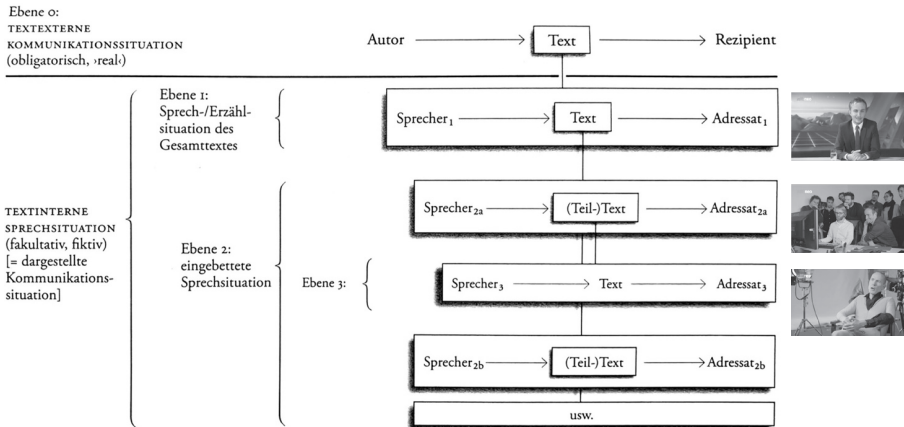 Ebene 0:
TEXTEXTERNE
KOMMUNIKATIONSSITUATION
(obligatorisch, ›real‹)
Autor
Text
Rezipient
Ebene 1:
Sprech-/Erzähl-
situation des
Gesamttextes
Sprecher₁
Text
Adressat₁
TEXTINTERNE
SPRECHSITUATION
(fakultativ, fiktiv)
[= dargestellte
Kommunikations-
situation]
Ebene 2:
eingebettete
Sprechsituation
Sprecher₂ₐ
(Teil-)Text
Adressat₂ₐ
Ebene 3:
Sprecher₃
Text
Adressat₃
Sprecher₂b
(Teil-)Text
Adressat₂b
usw.